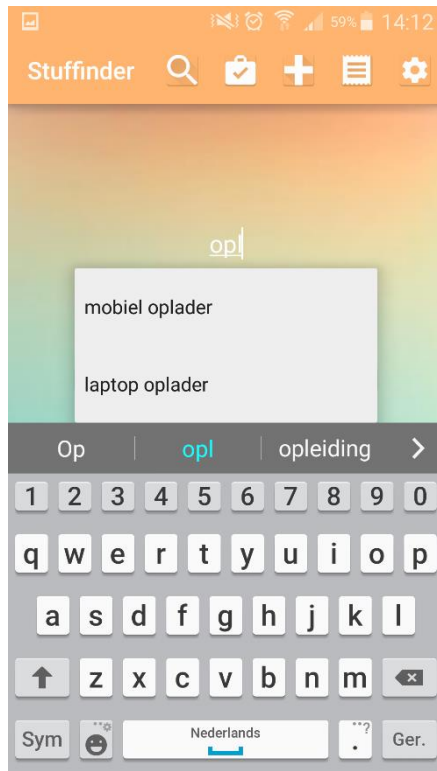 59% 14:12
Stuffinder
opl
mobiel oplader
laptop oplader
Op opl opleiding
1 2 3 4 5 6 7 8 9 0
q w e r t y u i o p
a s d f g h j k l
z x c v b n m
Sym Nederlands .?  Ger.